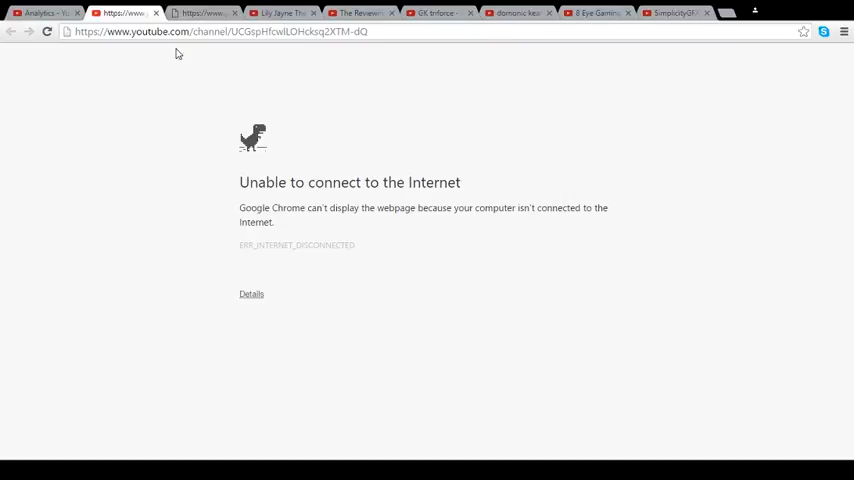 Analytics - Yo
https://www.
https://www.
Lily Jayne The
The Reviewin
GK triforce -
domonic kea
8 Eye Gaming
SimplicityGF
https://www.youtube.com/channel/UCGspHfcwlLOHcksq2XTM-dQ
Unable to connect to the Internet
Google Chrome can't display the webpage because your computer isn't connected to the
Internet.
ERR_INTERNET_DISCONNECTED
Details